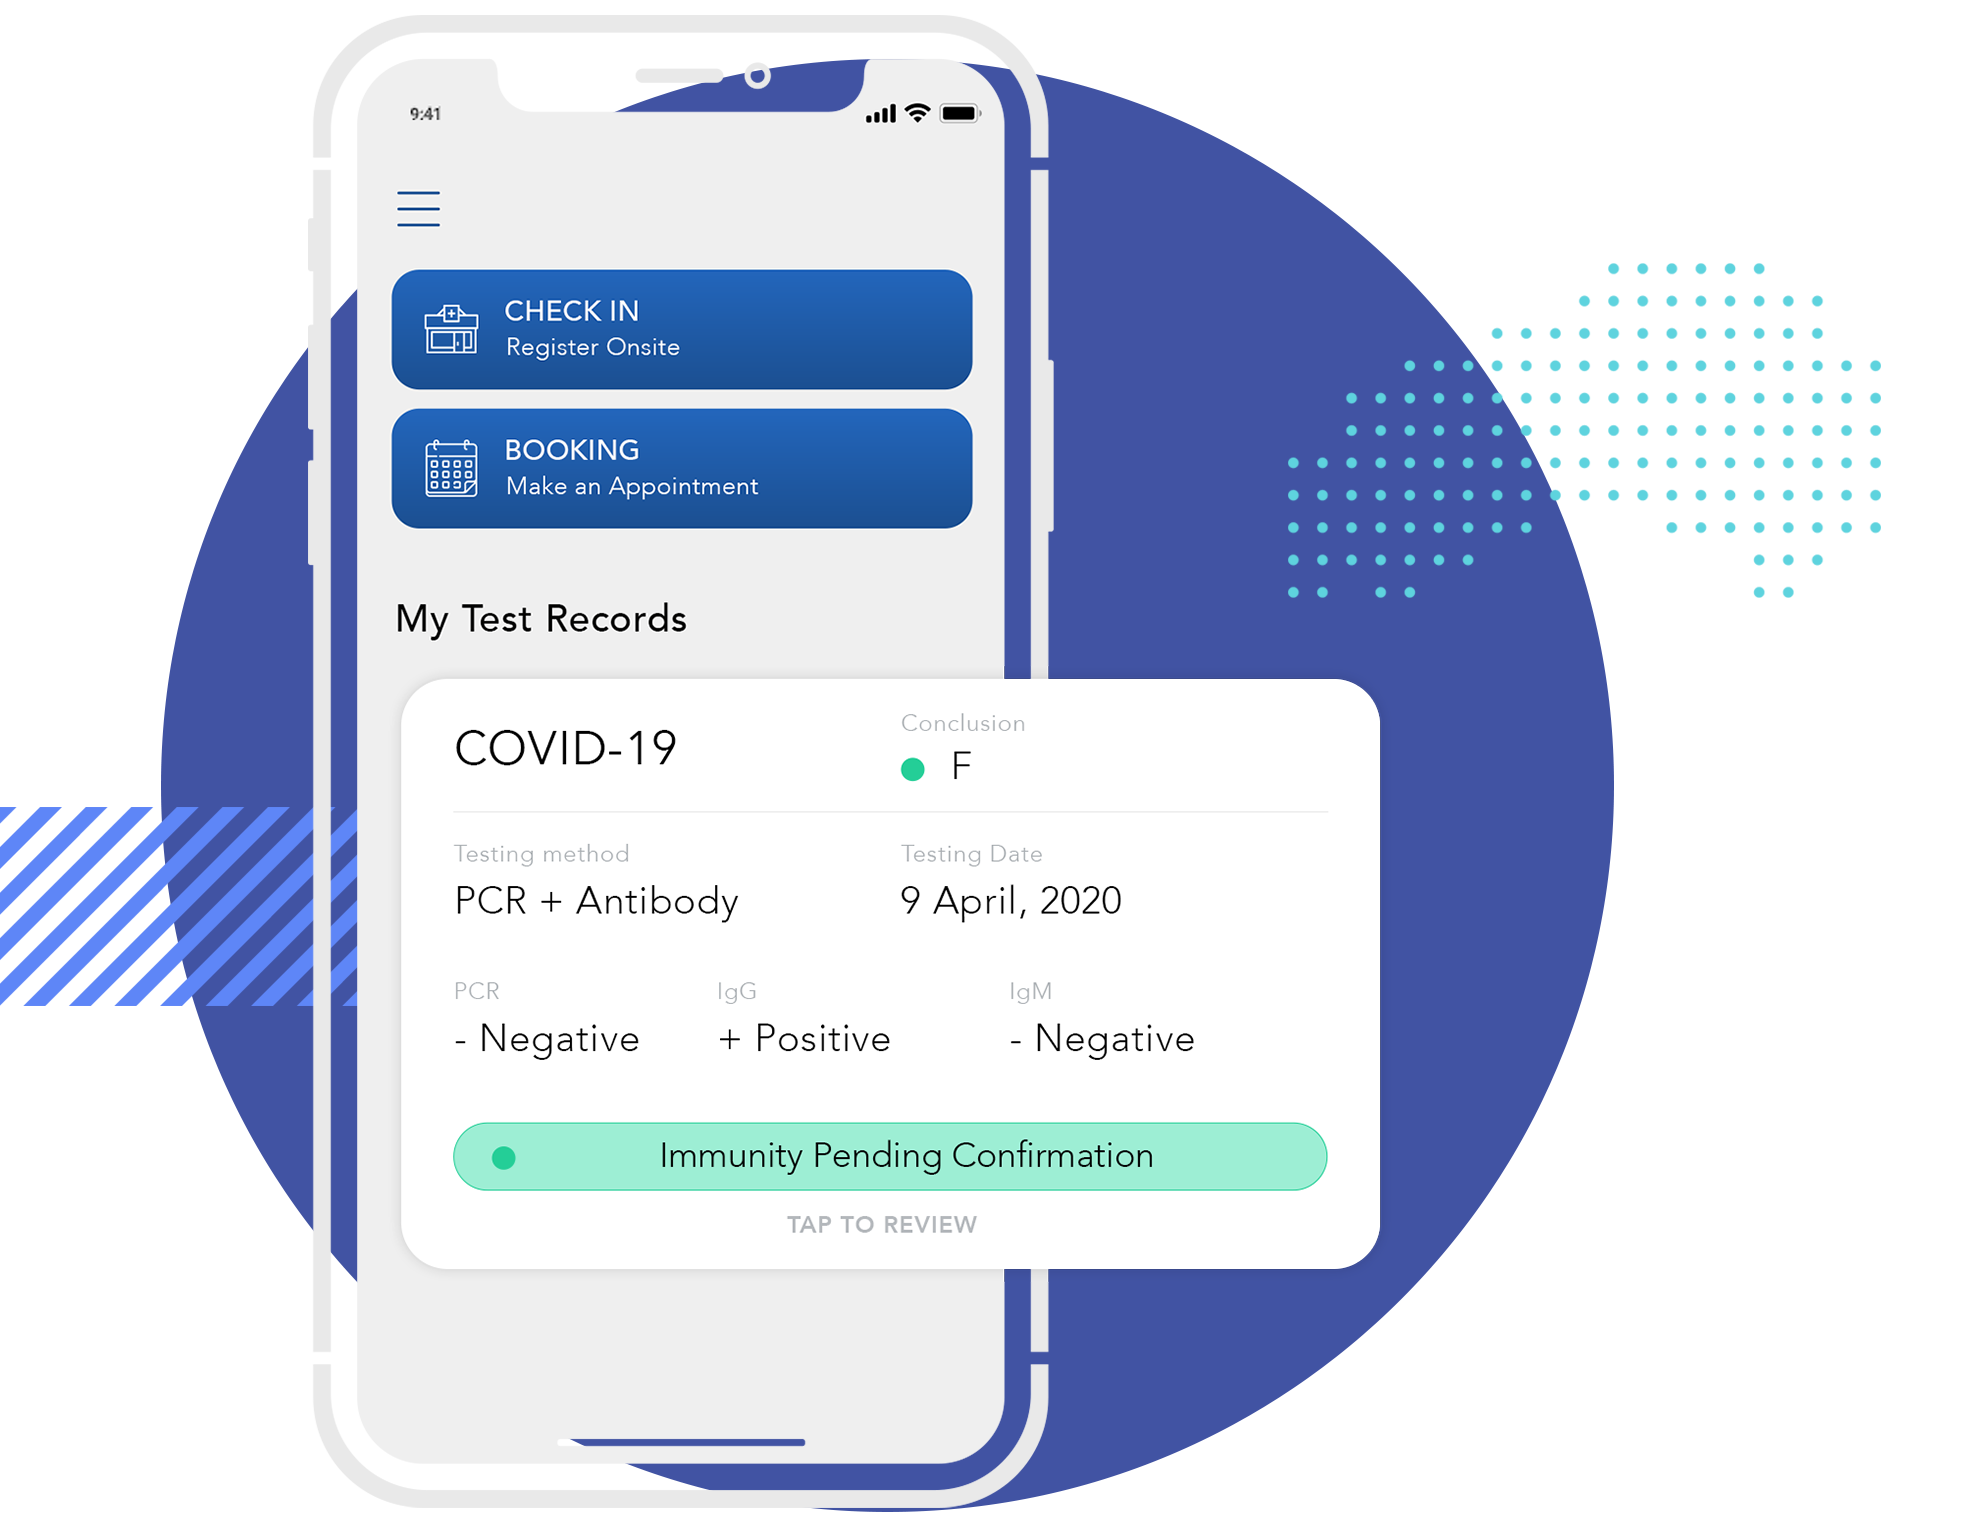 9:41
CHECK IN
Register Onsite
BOOKING
Make an Appointment
My Test Records
COVID-19
Conclusion
F
Testing method
Testing Date
PCR + Antibody
9 April, 2020
PCR
IgG
IgM
- Negative
+ Positive
- Negative
Immunity Pending Confirmation
TAP TO REVIEW